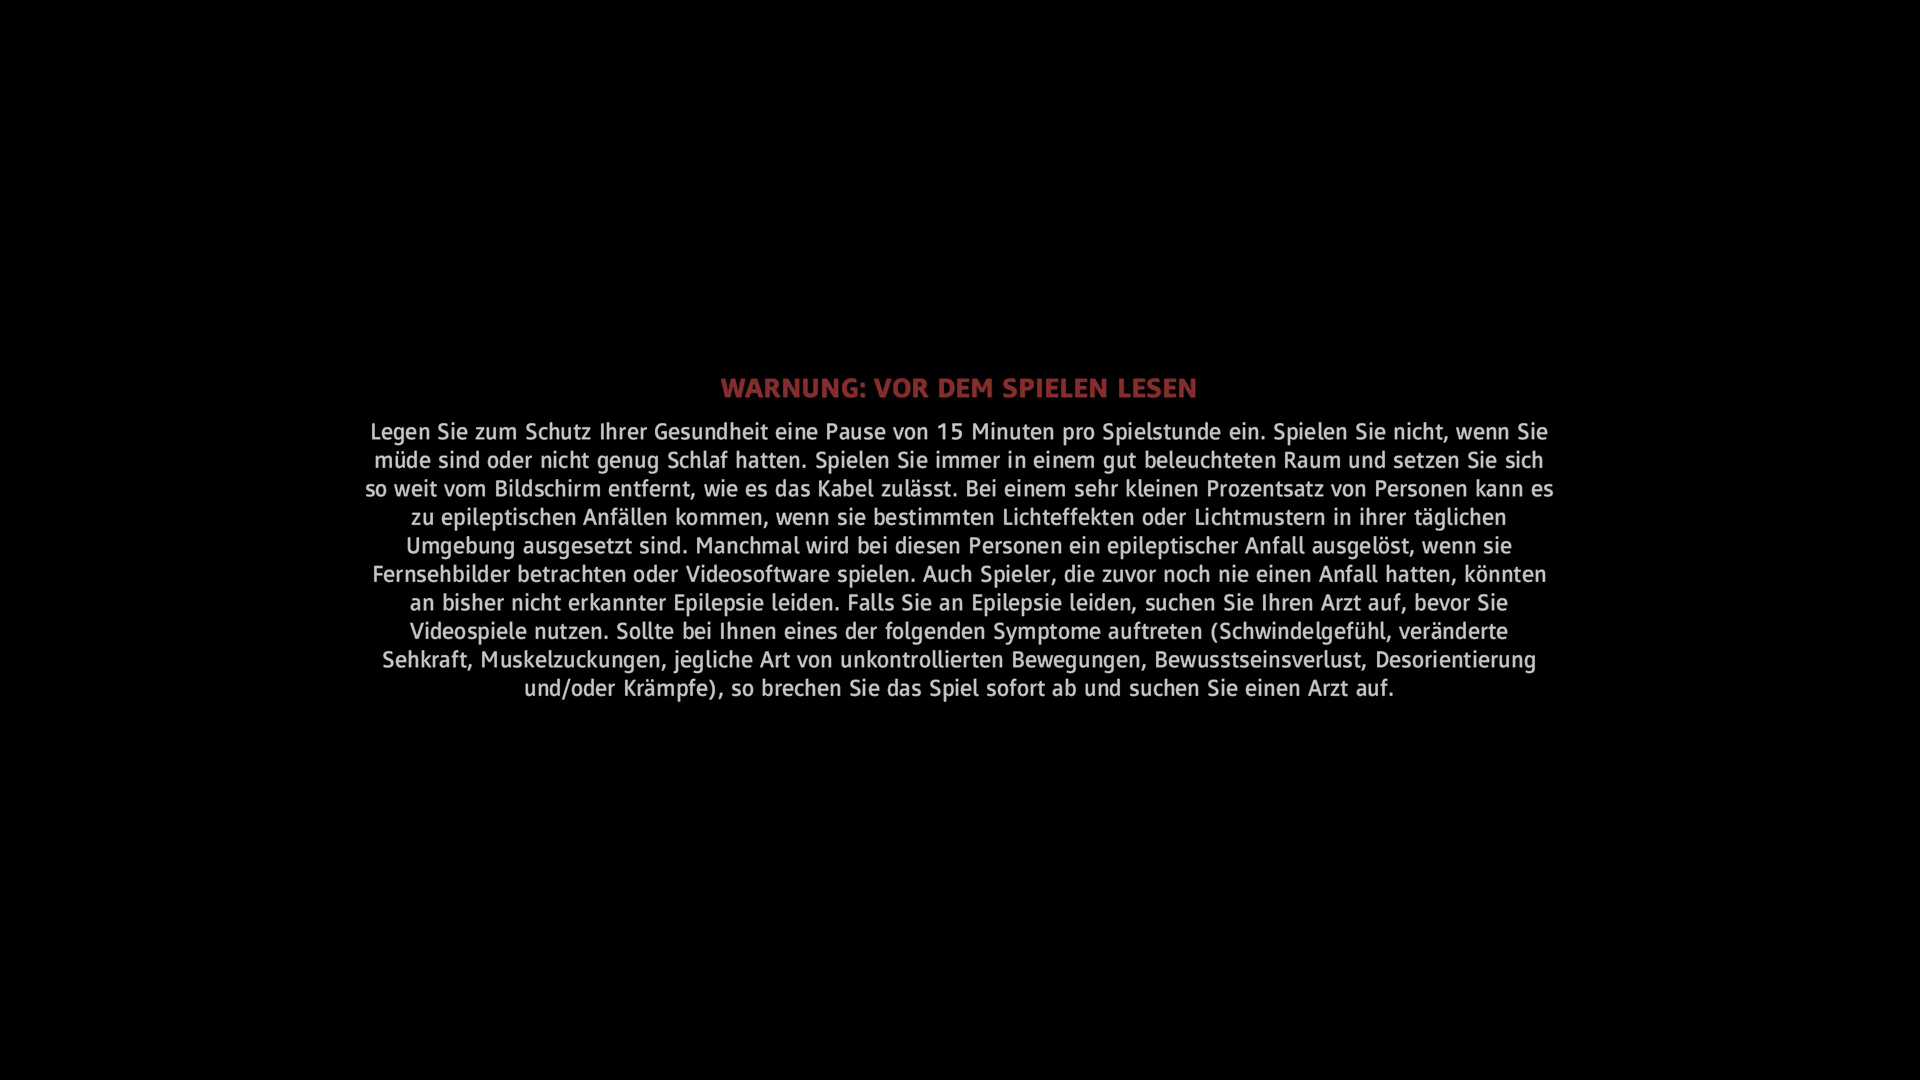 WARNUNG: VOR DEM SPIELEN LESEN
Legen Sie zum Schutz Ihrer Gesundheit eine Pause von 15 Minuten pro Spielstunde ein. Spielen Sie nicht, wenn Sie
müde sind oder nicht genug Schlaf hatten. Spielen Sie immer in einem gut beleuchteten Raum und setzen Sie sich
so weit vom Bildschirm entfernt, wie es das Kabel zulässt. Bei einem sehr kleinen Prozentsatz von Personen kann es
zu epileptischen Anfällen kommen, wenn sie bestimmten Lichteffekten oder Lichtmustern in ihrer täglichen
Umgebung ausgesetzt sind. Manchmal wird bei diesen Personen ein epileptischer Anfall ausgelöst, wenn sie
Fernsehbilder betrachten oder Videosoftware spielen. Auch Spieler, die zuvor noch nie einen Anfall hatten, könnten
an bisher nicht erkannter Epilepsie leiden. Falls Sie an Epilepsie leiden, suchen Sie Ihren Arzt auf, bevor Sie
Videospiele nutzen. Sollte bei Ihnen eines der folgenden Symptome auftreten (Schwindelgefühl, veränderte
Sehkraft, Muskelzuckungen, jegliche Art von unkontrollierten Bewegungen, Bewusstseinsverlust, Desorientierung
und/oder Krämpfe), so brechen Sie das Spiel sofort ab und suchen Sie einen Arzt auf.